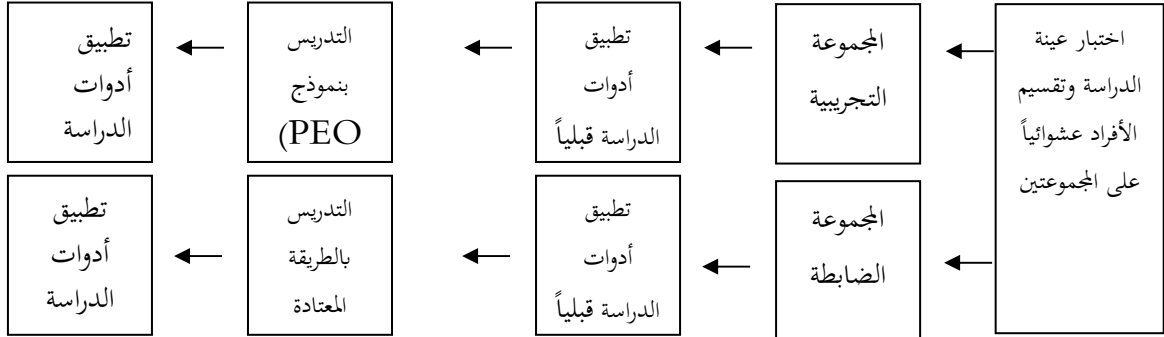 اختبار عينة
الدراسة وتقسيم
الأفراد عشوائياً
على المجموعتين
المجموعة
التجريبية
تطبيق
أدوات
الدراسة قبلياً
التدريس
بنموذج
PEO)
تطبيق
أدوات
الدراسة
المجموعة
الضابطة
تطبيق
أدوات
الدراسة قبلياً
التدريس
بالطريقة
المعتادة
تطبيق
أدوات
الدراسة